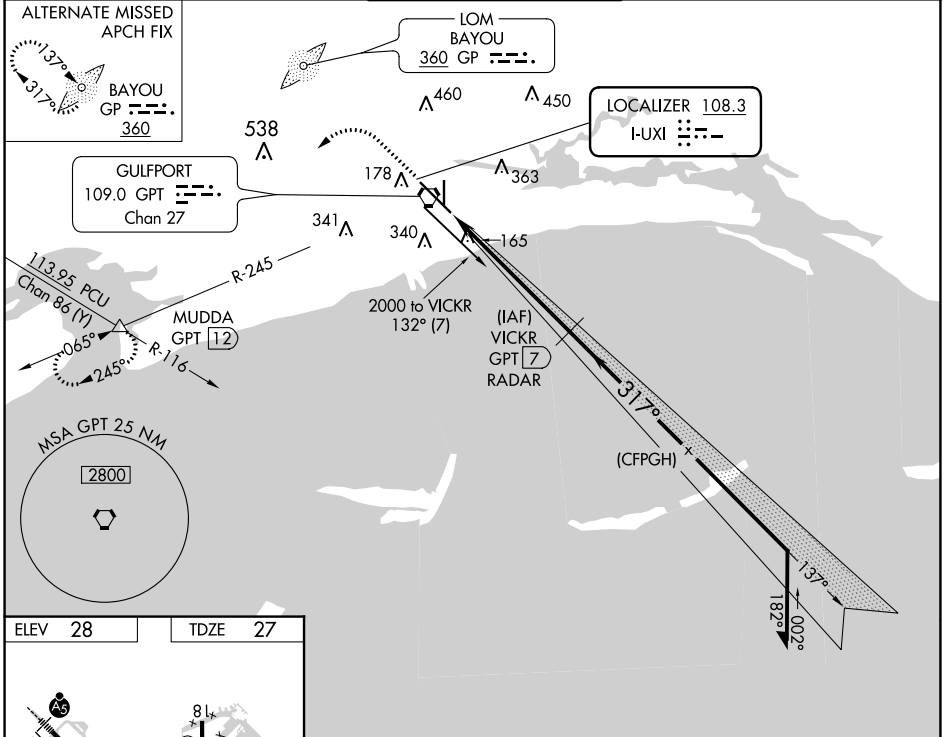 ALTERNATE MISSED
APCH FIX
137°
317°
BAYOU
GP
360
LOM
BAYOU
360 GP
460
450
LOCALIZER 108.3
I-UXI
538
GULFPORT
109.0 GPT
Chan 27
178
363
341
340
165
R-245
113.95 PCU
Chan 86 (Y)
MUDDA
GPT 12
065°
245°
R-116
2000 to VICKR
132° (7)
(IAF)
VICKR
GPT 7
RADAR
317°
(CFPGH)
MSA GPT 25 NM
2800
137°
182°
002°
ELEV 28
TDZE 27
A5
18